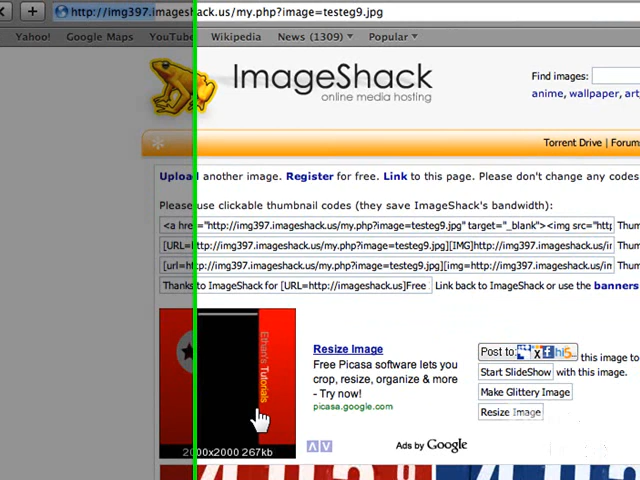 http://img397.imageshack.us/my.php?image=testeg9.jpg
Yahoo! Google Maps YouTube Wikipedia News (1309) Popular
ImageShack
online media hosting
Find images:
anime, wallpaper, art
Torrent Drive | Forum
Upload another image. Register for free. Link to this page. Please don't change any codes
Please use clickable thumbnail codes (they save ImageShack's bandwidth):
<a href="http://img397.imageshack.us/my.php?image=testeg9.jpg" target="_blank"><img src="http Thum
[URL=http://img397.imageshack.us/my.php?image=testeg9.jpg][IMG]http://img397.imageshack.us/im Thum
[url=http://img397.imageshack.us/my.php?image=testeg9.jpg][img=http://img397.imageshack.us/in Thum
Thanks to ImageShack for [URL=http://imageshack.us]Free Link back to ImageShack or use the banners
Ethan's Tutorials
2000x2000 267kb
Resize Image
Free Picasa software lets you
crop, resize, organize & more
- Try now!
picasa.google.com
Ads by Google
Post to: hi5 this image to
Start SlideShow with this image.
Make Glittery Image
Resize Image